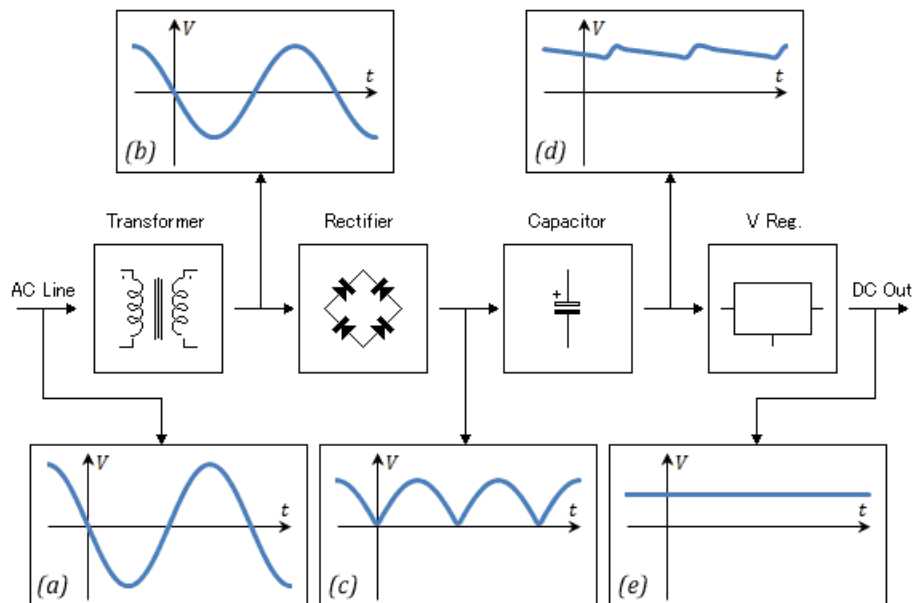 V
t
(b)
V
t
(d)
Transformer
Rectifier
Capacitor
V Reg.
AC Line
+
DC Out
V
t
(a)
V
t
(c)
V
t
(e)